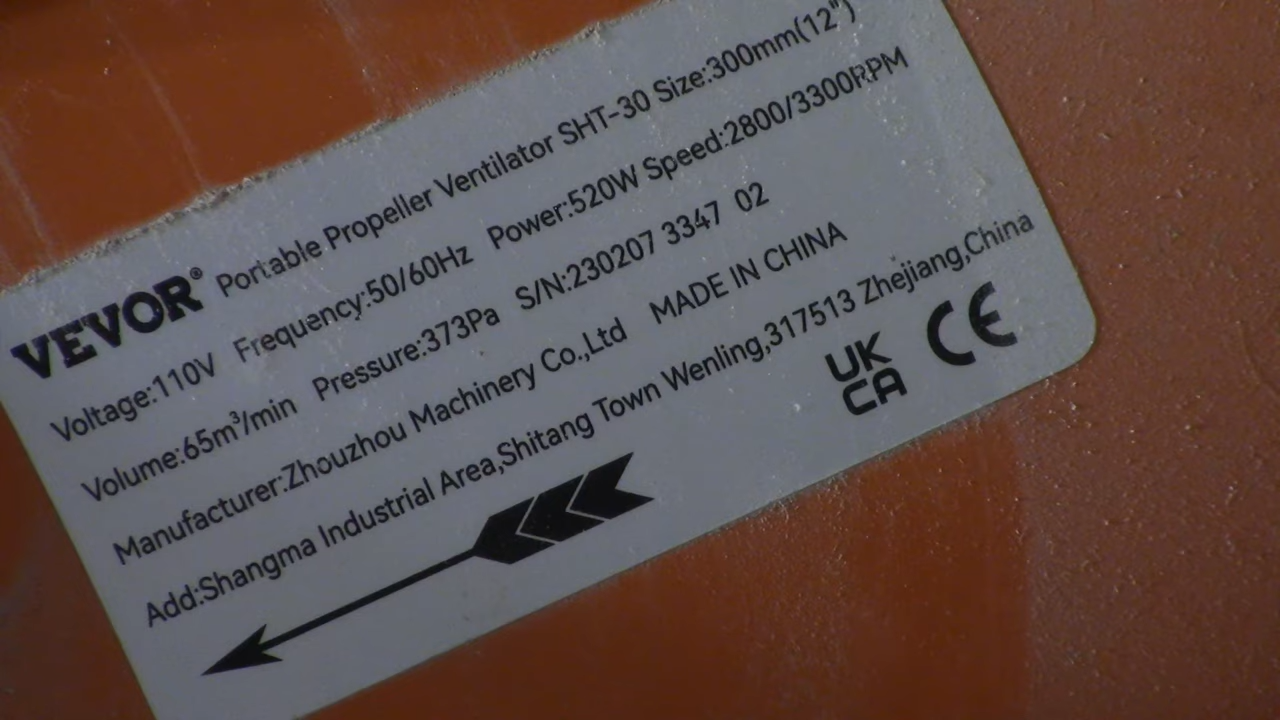 VEVOR® Portable Propeller Ventilator SHT-30 Size:300mm(12")
Voltage:110V Frequency:50/60Hz Power:520W Speed:2800/3300RPM
Volume:65m³/min Pressure:373Pa S/N:230207 3347 02
Manufacturer:Zhouzhou Machinery Co.,Ltd MADE IN CHINA
Add:Shangma Industrial Area,Shitang Town Wenling,317513 Zhejiang,China
UK
CA CE